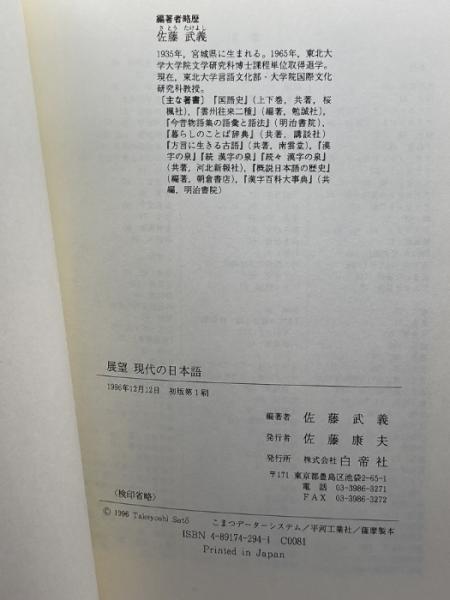 編著者略歴
さとう たけよし
佐藤 武義
1935年，宮城県に生まれる。1965年，東北大
学大学院文学研究科博士課程単位取得退学。
現在，東北大学言語文化部・大学院国際文化
研究科教授。
〔主な著書〕『国語史』（上下巻，共著，桜
楓社），『雲州往来二種』（編著，勉誠社），
『今昔物語集の語彙と語法』（明治書院），
『暮らしのことば辞典』（共著，講談社）
『方言に生きる古語』（共著，南雲堂），『漢
字の泉』『続 漢字の泉』『続々 漢字の泉』
（共著，河北新報社），『概説日本語の歴史』
（編著，朝倉書店），『漢字百科大事典』（共
編，明治書院）
展望 現代の日本語
1996年12月12日　初版第1刷
編著者　佐藤武義
発行者　佐藤康夫
発行所　株式会社 白帝社
〒171　東京都豊島区池袋2-65-1
電話　03-3986-3271
FAX　03-3986-3272
（検印省略）
© 1996 Takeyoshi Satô　こまつデーターシステム／平河工業社／薩摩製本
ISBN 4-89174-294-4　C0081
Printed in Japan